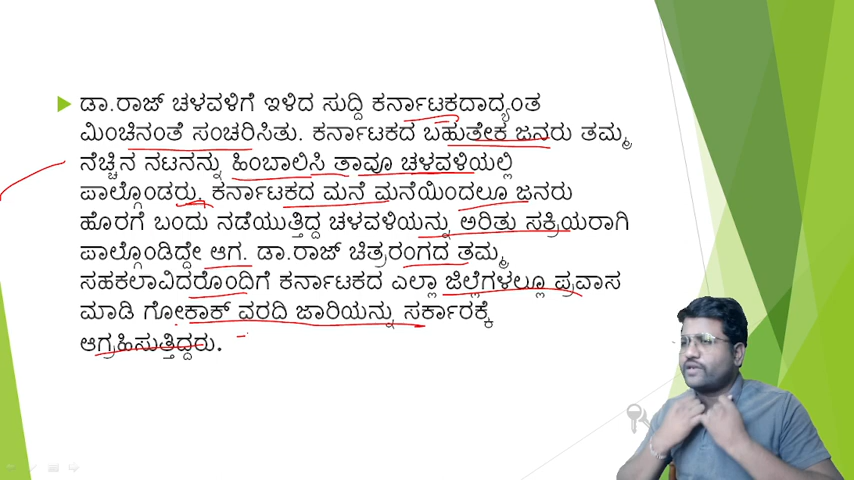 ಡಾ.ರಾಜ್ ಚಳವಳಿಗೆ ಇಳಿದ ಸುದ್ದಿ ಕರ್ನಾಟಕದಾದ್ಯಂತ
ಮಿಂಚಿನಂತೆ ಸಂಚರಿಸಿತು. ಕರ್ನಾಟಕದ ಬಹುತೇಕ ಜನರು ತಮ್ಮ
ನೆಚ್ಚಿನ ನಟನನ್ನು ಹಿಂಬಾಲಿಸಿ ತಾವೂ ಚಳವಳಿಯಲ್ಲಿ
ಪಾಲ್ಗೊಂಡರು. ಕರ್ನಾಟಕದ ಮನೆ ಮನೆಯಿಂದಲೂ ಜನರು
ಹೊರಗೆ ಬಂದು ನಡೆಯುತ್ತಿದ್ದ ಚಳವಳಿಯನ್ನು ಅರಿತು ಸಕ್ರಿಯರಾಗಿ
ಪಾಲ್ಗೊಂಡಿದ್ದೇ ಆಗ. ಡಾ.ರಾಜ್ ಚಿತ್ರರಂಗದ ತಮ್ಮ
ಸಹಕಲಾವಿದರೊಂದಿಗೆ ಕರ್ನಾಟಕದ ಎಲ್ಲಾ ಜಿಲ್ಲೆಗಳಲ್ಲೂ ಪ್ರವಾಸ
ಮಾಡಿ ಗೋಕಾಕ್ ವರದಿ ಜಾರಿಯನ್ನು ಸರ್ಕಾರಕ್ಕೆ
ಆಗ್ರಹಿಸುತ್ತಿದ್ದರು.